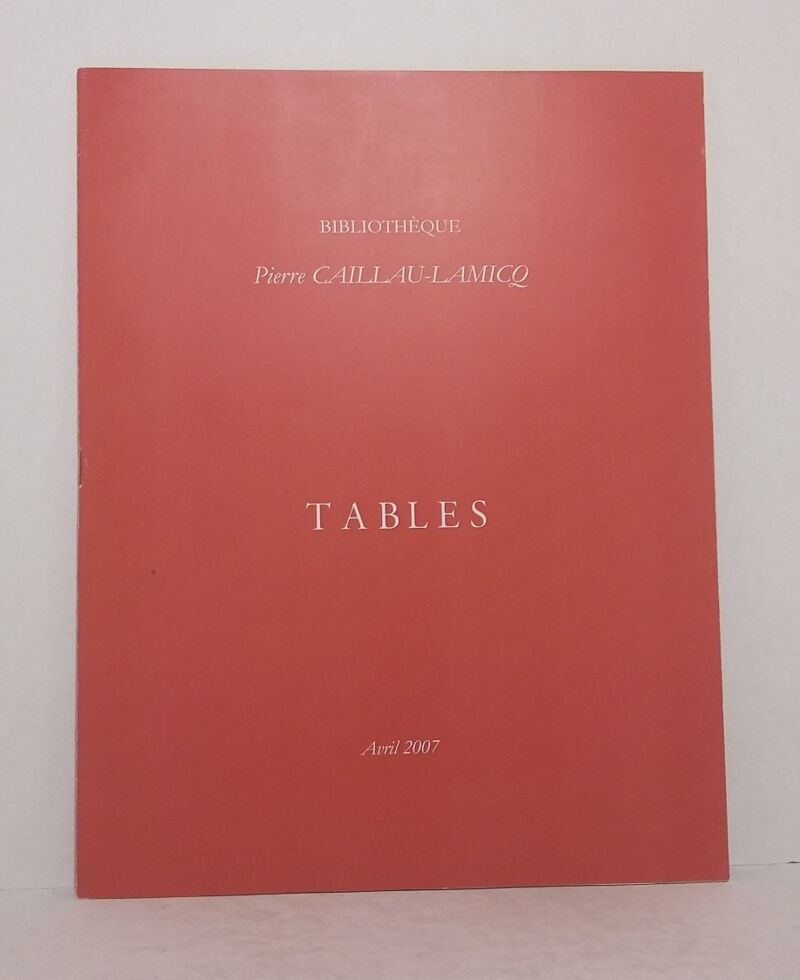 BIBLIOTHÈQUE
Pierre CAILLAU-LAMICQ
TABLES
Avril 2007